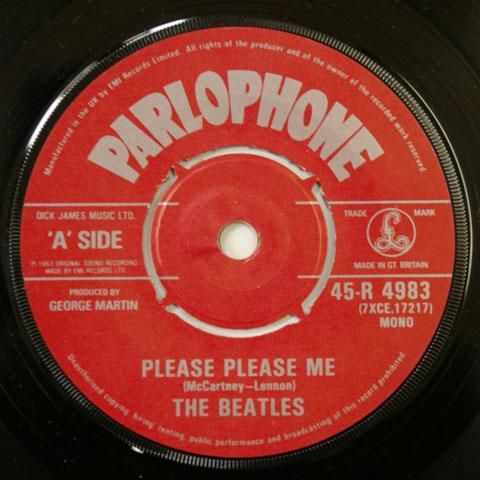 Manufactured in the UK by EMI Records Limited. All rights of the producer and of the owner of the recorded work reserved.
PARLOPHONE
DICK JAMES MUSIC LTD.
'A' SIDE
℗ 1963 ORIGINAL SOUND RECORDING
MADE BY EMI RECORDS LTD
PRODUCED BY
GEORGE MARTIN
TRADE MARK
£
MADE IN GT. BRITAIN
45-R 4983
(7XCE.17217)
MONO
PLEASE PLEASE ME
(McCartney-Lennon)
THE BEATLES
Unauthorised copying, hiring, renting, public performance and broadcasting of this record prohibited.